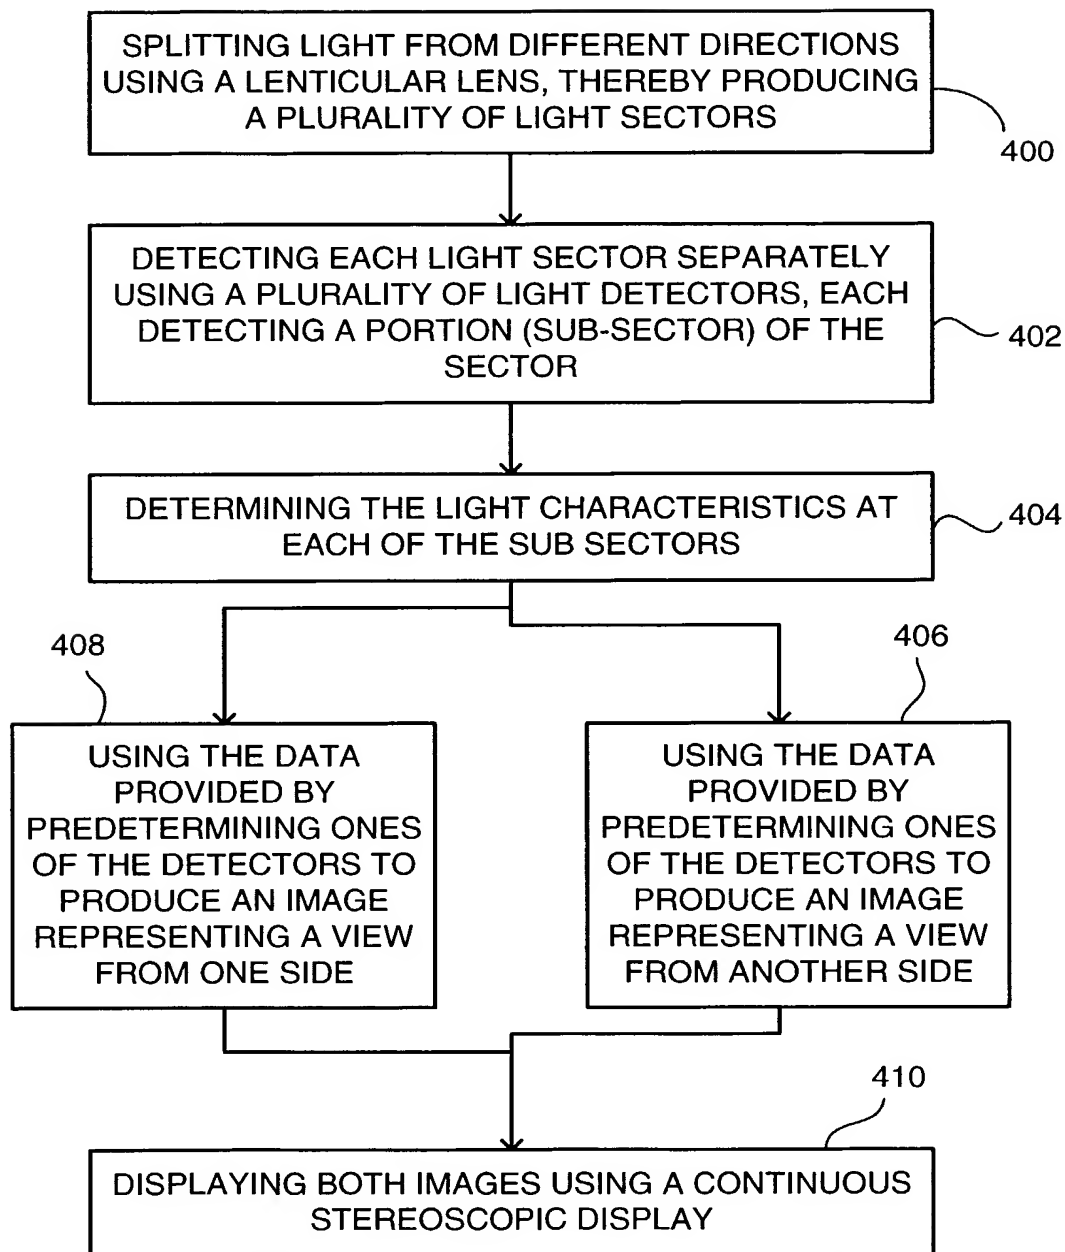 SPLITTING LIGHT FROM DIFFERENT DIRECTIONS
USING A LENTICULAR LENS, THEREBY PRODUCING
A PLURALITY OF LIGHT SECTORS
400
DETECTING EACH LIGHT SECTOR SEPARATELY
USING A PLURALITY OF LIGHT DETECTORS, EACH
DETECTING A PORTION (SUB-SECTOR) OF THE
SECTOR
402
DETERMINING THE LIGHT CHARACTERISTICS AT
EACH OF THE SUB SECTORS
404
408
USING THE DATA
PROVIDED BY
PREDETERMINING ONES
OF THE DETECTORS TO
PRODUCE AN IMAGE
REPRESENTING A VIEW
FROM ONE SIDE
406
USING THE DATA
PROVIDED BY
PREDETERMINING ONES
OF THE DETECTORS TO
PRODUCE AN IMAGE
REPRESENTING A VIEW
FROM ANOTHER SIDE
410
DISPLAYING BOTH IMAGES USING A CONTINUOUS
STEREOSCOPIC DISPLAY